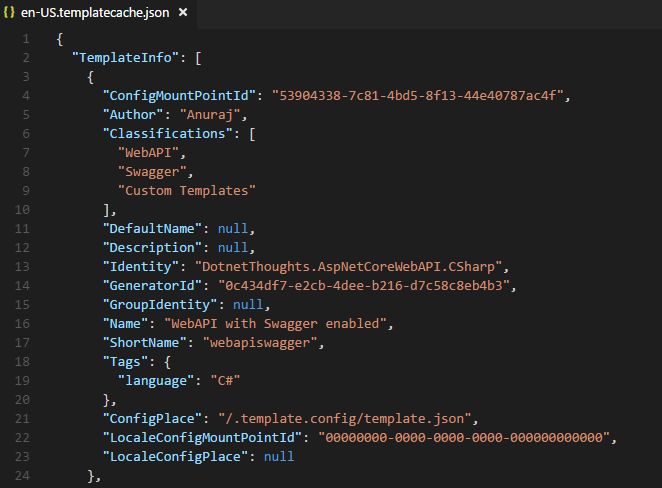 {} en-US.templatecache.json ×
1 {
2 "TemplateInfo": [
3 {
4 "ConfigMountPointId": "53904338-7c81-4bd5-8f13-44e40787ac4f",
5 "Author": "Anuraj",
6 "Classifications": [
7 "WebAPI",
8 "Swagger",
9 "Custom Templates"
10 ],
11 "DefaultName": null,
12 "Description": null,
13 "Identity": "DotnetThoughts.AspNetCoreWebAPI.CSharp",
14 "GeneratorId": "0c434df7-e2cb-4dee-b216-d7c58c8eb4b3",
15 "GroupIdentity": null,
16 "Name": "WebAPI with Swagger enabled",
17 "ShortName": "webapiswagger",
18 "Tags": {
19 "language": "C#"
20 },
21 "ConfigPlace": "/.template.config/template.json",
22 "LocaleConfigMountPointId": "00000000-0000-0000-0000-000000000000",
23 "LocaleConfigPlace": null
24 },